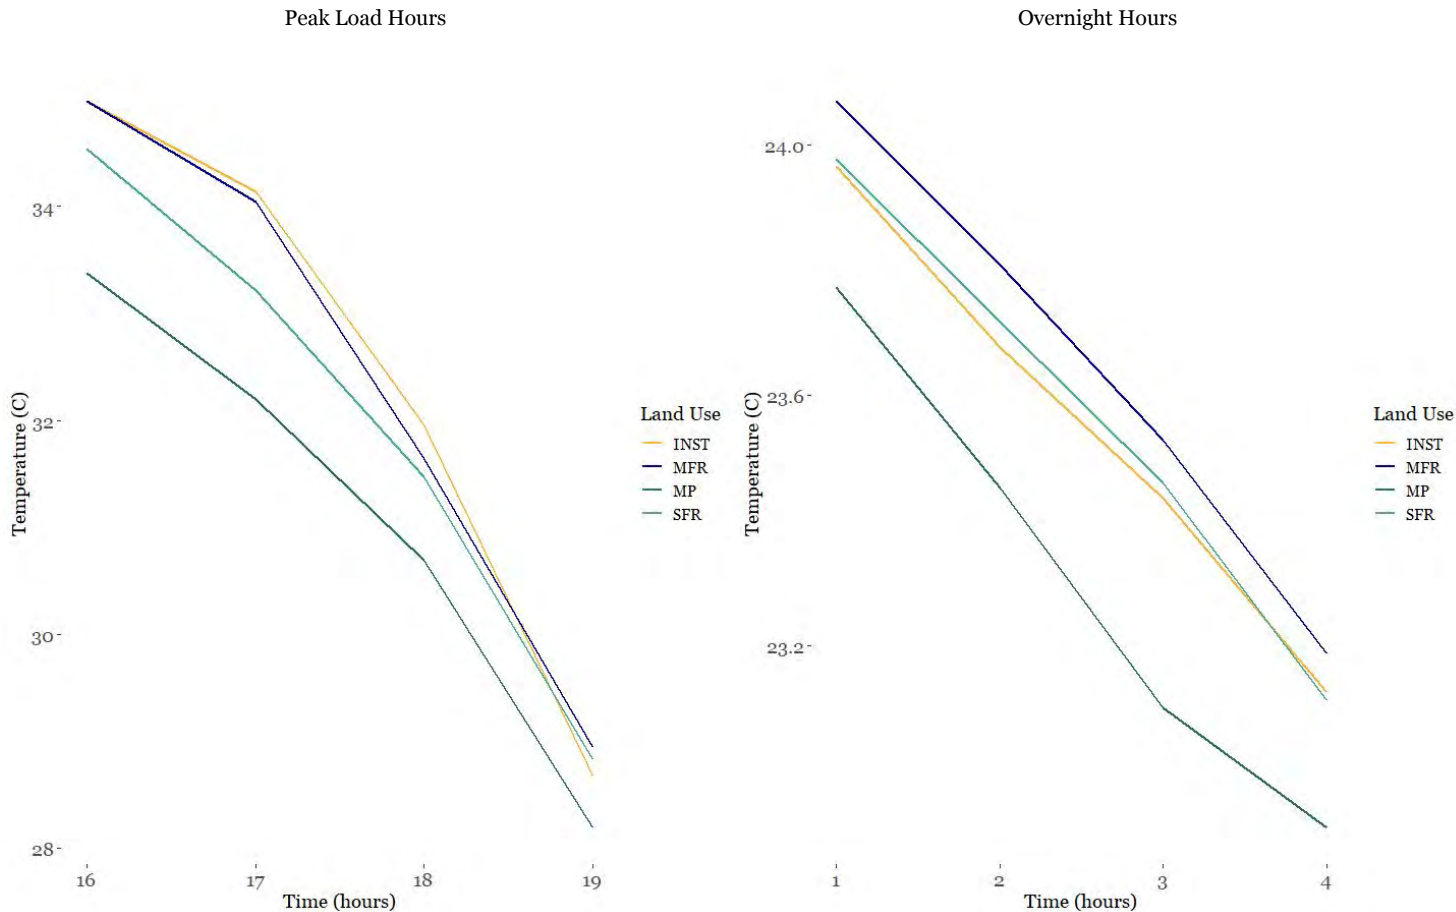 Peak Load Hours
34
32
30
28
Temperature (C)
16 17 18 19
Time (hours)
Land Use
INST
MFR
MP
SFR
Overnight Hours
24.0
23.6
23.2
Temperature (C)
1 2 3 4
Time (hours)
Land Use
INST
MFR
MP
SFR